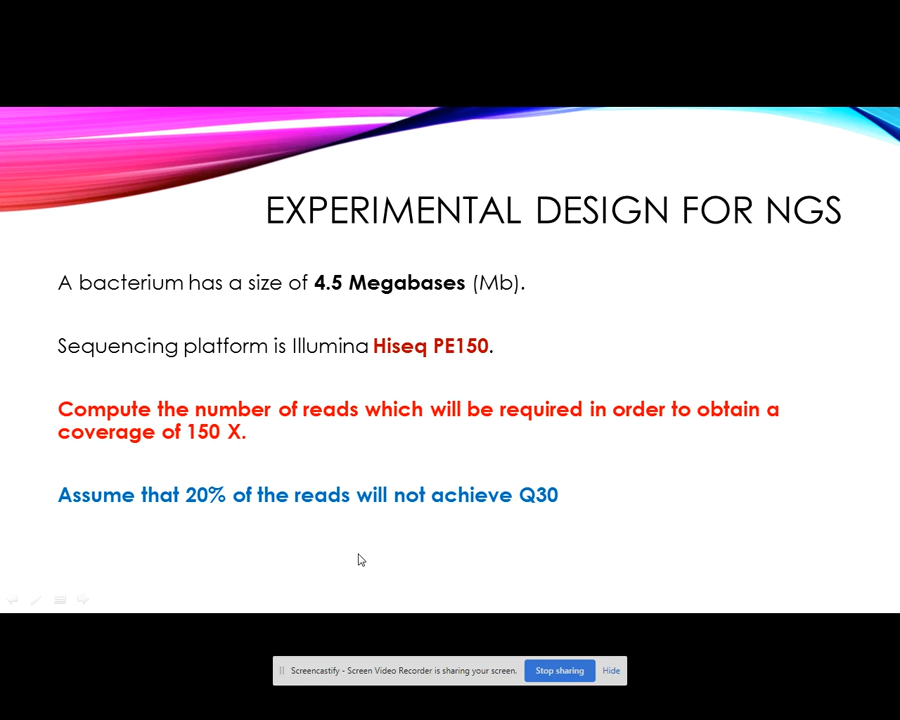 EXPERIMENTAL DESIGN FOR NGS
A bacterium has a size of 4.5 Megabases (Mb).
Sequencing platform is Illumina Hiseq PE150.
Compute the number of reads which will be required in order to obtain a
coverage of 150 X.
Assume that 20% of the reads will not achieve Q30
Screencastify - Screen Video Recorder is sharing your screen. Stop sharing Hide